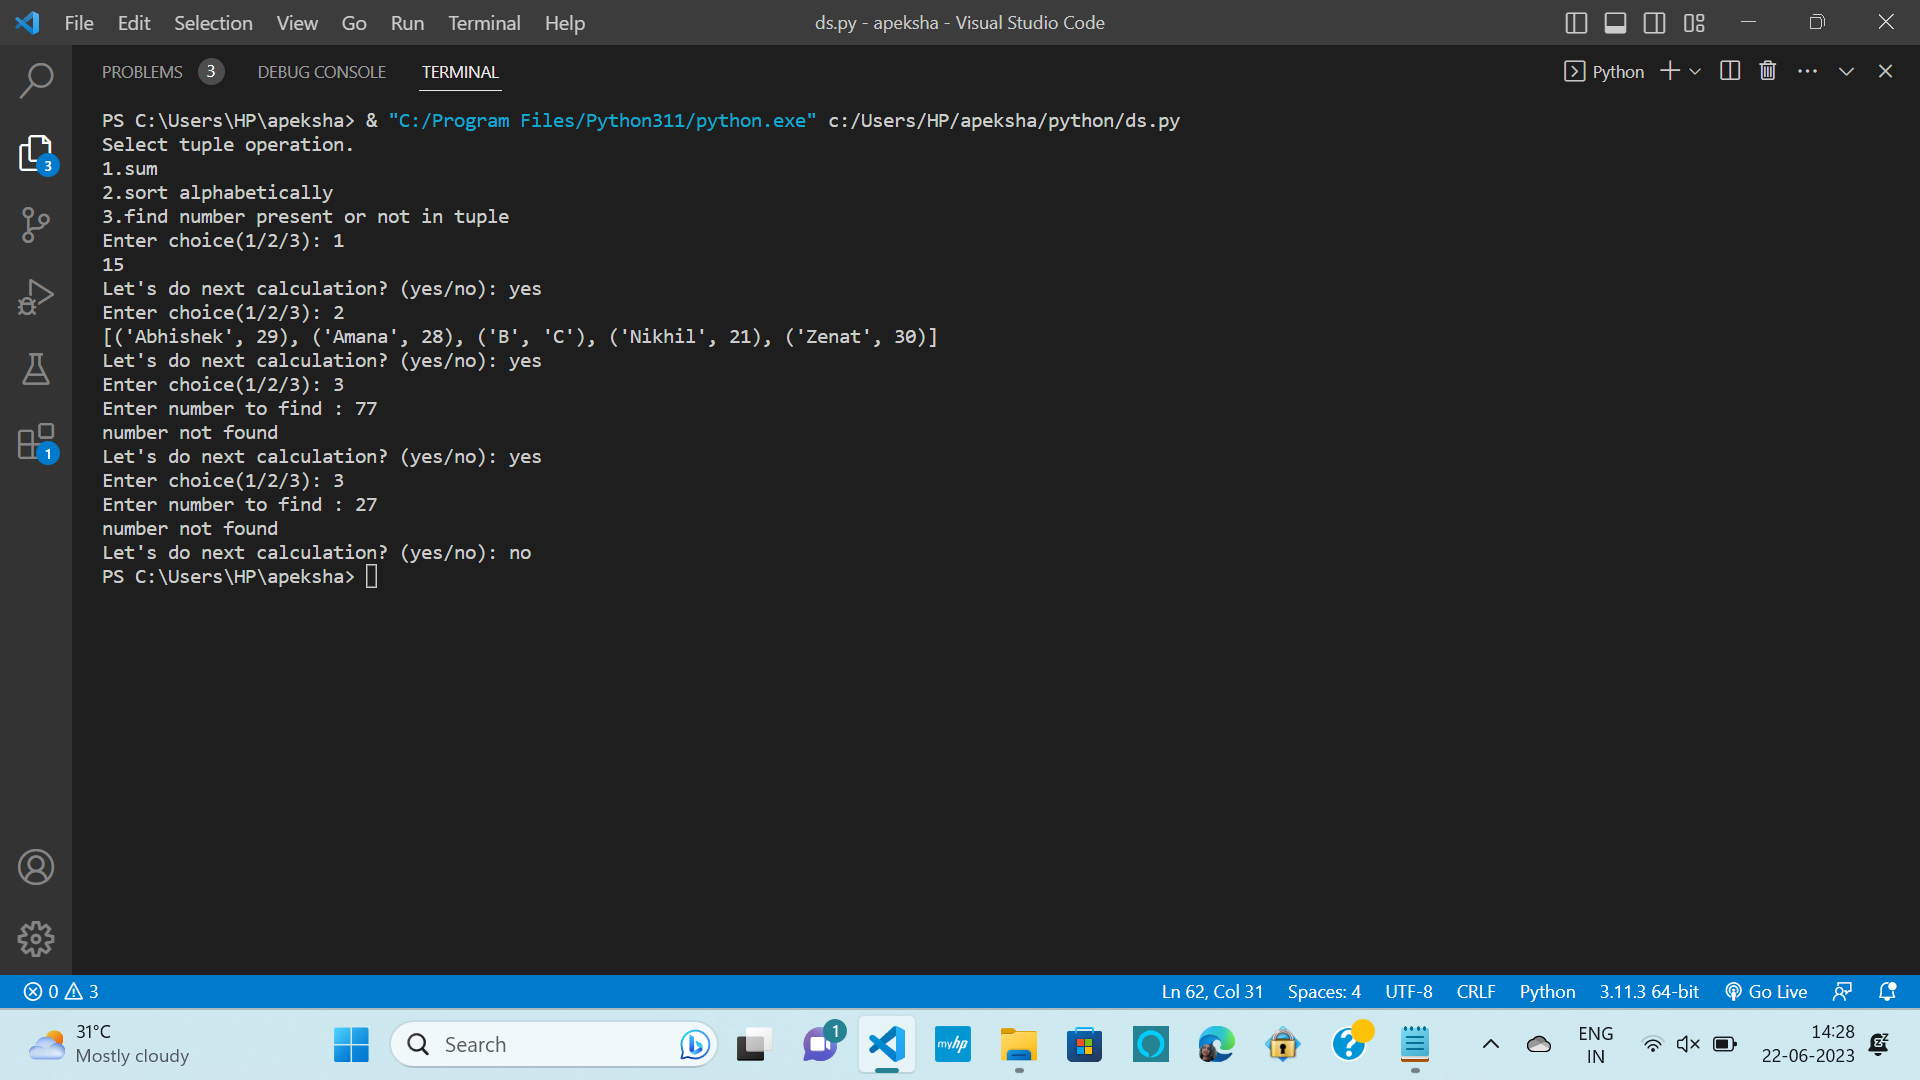 File Edit Selection View Go Run Terminal Help ds.py - apeksha - Visual Studio Code
PROBLEMS 3 DEBUG CONSOLE TERMINAL Python
PS C:\Users\HP\apeksha> & "C:/Program Files/Python311/python.exe" c:/Users/HP/apeksha/python/ds.py
Select tuple operation.
1.sum
2.sort alphabetically
3.find number present or not in tuple
Enter choice(1/2/3): 1
15
Let's do next calculation? (yes/no): yes
Enter choice(1/2/3): 2
[('Abhishek', 29), ('Amana', 28), ('B', 'C'), ('Nikhil', 21), ('Zenat', 30)]
Let's do next calculation? (yes/no): yes
Enter choice(1/2/3): 3
Enter number to find : 77
number not found
Let's do next calculation? (yes/no): yes
Enter choice(1/2/3): 3
Enter number to find : 27
number not found
Let's do next calculation? (yes/no): no
PS C:\Users\HP\apeksha>
3
1
0 3 Ln 62, Col 31 Spaces: 4 UTF-8 CRLF Python 3.11.3 64-bit Go Live
31°C
Mostly cloudy
Search
1
myhp
ENG
IN
14:28
22-06-2023